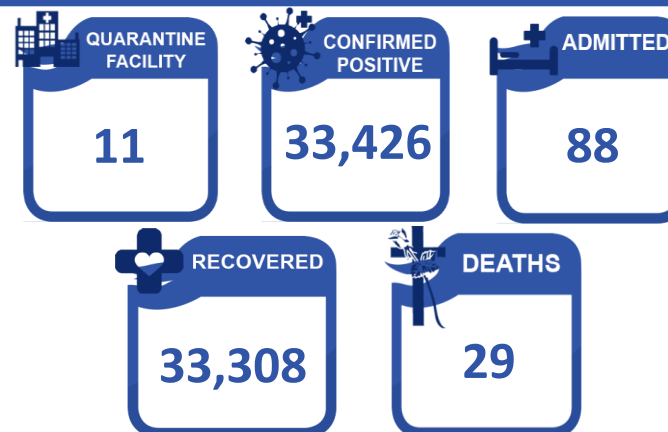 QUARANTINE
FACILITY
11
CONFIRMED
POSITIVE
33,426
ADMITTED
88
RECOVERED
33,308
DEATHS
29